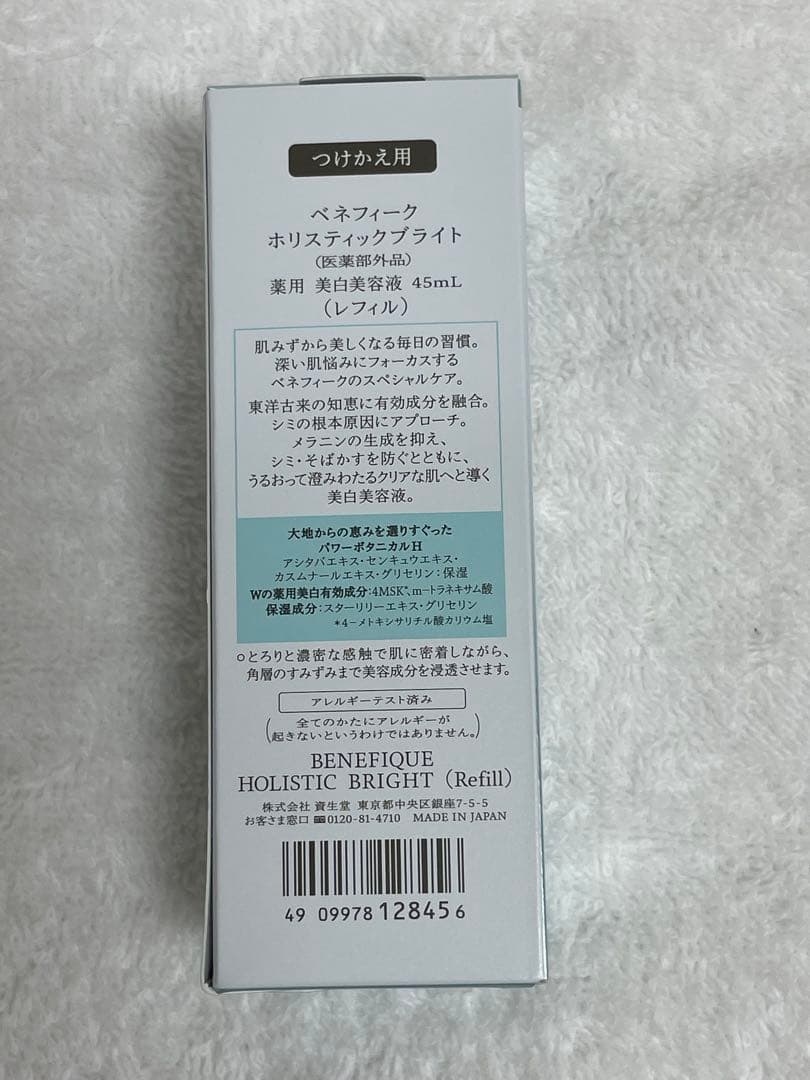 つけかえ用
ベネフィーク
ホリスティックブライト
(医薬部外品)
薬用 美白美容液 45mL
(レフィル)
肌みずから美しくなる毎日の習慣。
深い肌悩みにフォーカスする
ベネフィークのスペシャルケア。
東洋古来の知恵に有効成分を融合。
シミの根本原因にアプローチ。
メラニンの生成を抑え、
シミ・そばかすを防ぐとともに、
うるおって澄みわたるクリアな肌へと導く
美白美容液。
大地からの恵みを選りすぐった
パワーボタニカルH
アシタバエキス・センキュウエキス・
カスムナールエキス・グリセリン:保湿
Wの薬用美白有効成分:4MSK*、m-トラネキサム酸
保湿成分:スターリリーエキス・グリセリン
*4-メトキシサリチル酸カリウム塩
○とろりと濃密な感触で肌に密着しながら、
角層のすみずみまで美容成分を浸透させます。
アレルギーテスト済み
(全てのかたにアレルギーが
起きないというわけではありません。)
BENEFIQUE
HOLISTIC BRIGHT (Refill)
株式会社 資生堂 東京都中央区銀座7-5-5
お客さま窓口 0120-81-4710 MADE IN JAPAN
49 09978 128456